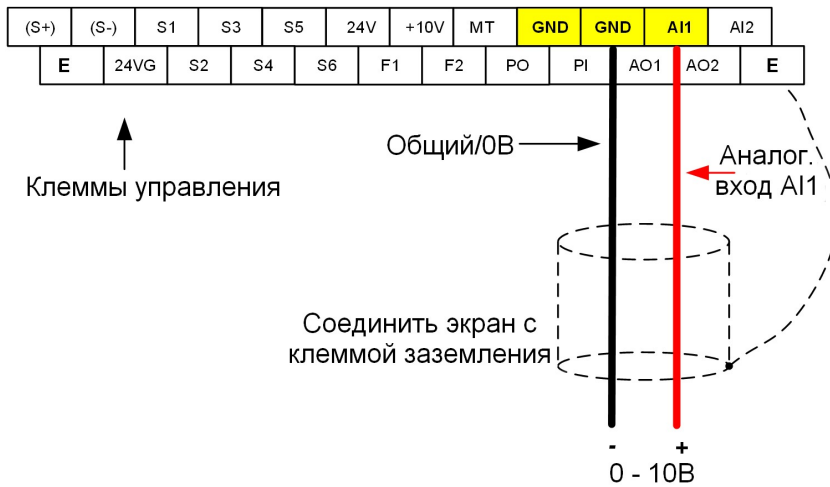 (S+) (S-) S1 S3 S5 24V +10V MT GND GND AI1 AI2
E 24VG S2 S4 S6 F1 F2 PO PI AO1 AO2 E
Общий/0В
Аналог.
вход AI1
Клеммы управления
Соединить экран с
клеммой заземления
- +
0 - 10В